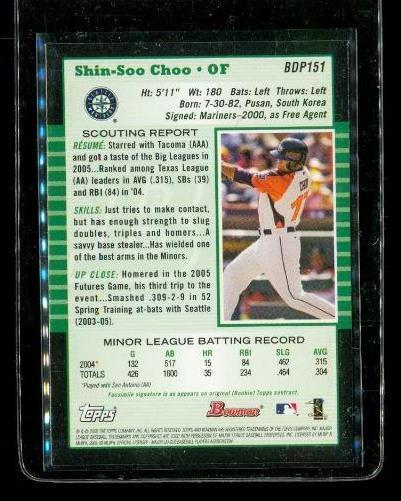 Shin-Soo Choo • OF
BDP151
Ht: 5'11" Wt: 180 Bats: Left Throws: Left
Born: 7-30-82, Pusan, South Korea
Signed: Mariners-2000, as Free Agent
SCOUTING REPORT
RÉSUMÉ: Starred with Tacoma (AAA)
and got a taste of the Big Leagues in
2005...Ranked among Texas League
(AA) leaders in AVG (.315), SBs (39)
and RBI (84) in '04.
SKILLS: Just tries to make contact,
but has enough strength to slug
doubles, triples and homers...A
savvy base stealer...Has wielded one
of the best arms in the Minors.
UP CLOSE: Homered in the 2005
Futures Game, his third trip to the
event...Smashed .309-2-9 in 52
Spring Training at-bats with Seattle
(2003-05).
MINOR LEAGUE BATTING RECORD
G AB HR RBI SLG AVG
2004* 132 517 15 84 462 .315
TOTALS 426 1600 35 234 464 .304
*Played with San Antonio (AA)
Facsimile signature is as appears on original (Rookie) Topps contract.
Topps
Bowman